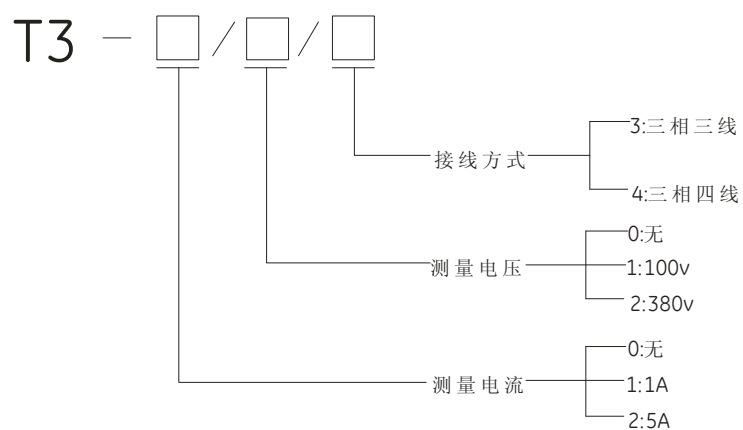 T3 — □ / □ / □
3:三相三线
接线方式
4:三相四线
0:无
测量电压 1:100v
2:380v
0:无
测量电流 1:1A
2:5A